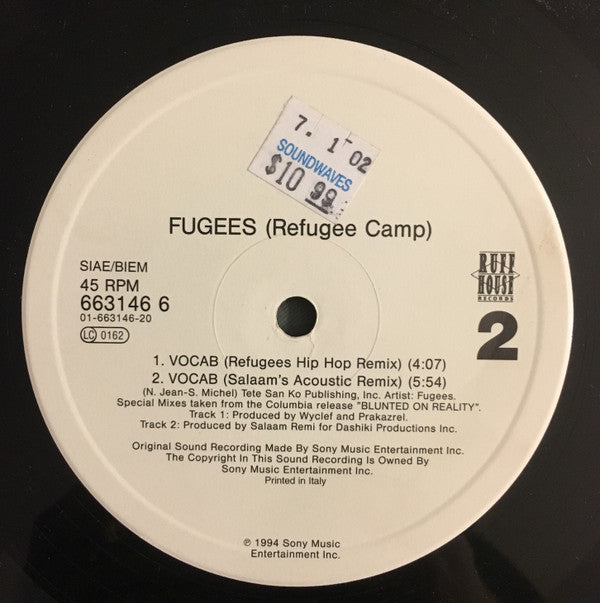 7. 1 02
SOUNDWAVES
$10 99
FUGEES (Refugee Camp)
SIAE/BIEM
45 RPM
663146 6
01-663146-20
LC 0162
RUFF
HOUSE
RECORDS
2
1. VOCAB (Refugees Hip Hop Remix) (4:07)
2. VOCAB (Salaam's Acoustic Remix) (5:54)
(N. Jean-S. Michel) Tete San Ko Publishing, Inc. Artist: Fugees.
Special Mixes taken from the Columbia release "BLUNTED ON REALITY".
Track 1: Produced by Wyclef and Prakazrel.
Track 2: Produced by Salaam Remi for Dashiki Productions Inc.
Original Sound Recording Made By Sony Music Entertainment Inc.
The Copyright In This Sound Recording Is Owned By
Sony Music Entertainment Inc.
Printed in Italy
℗ 1994 Sony Music
Entertainment Inc.